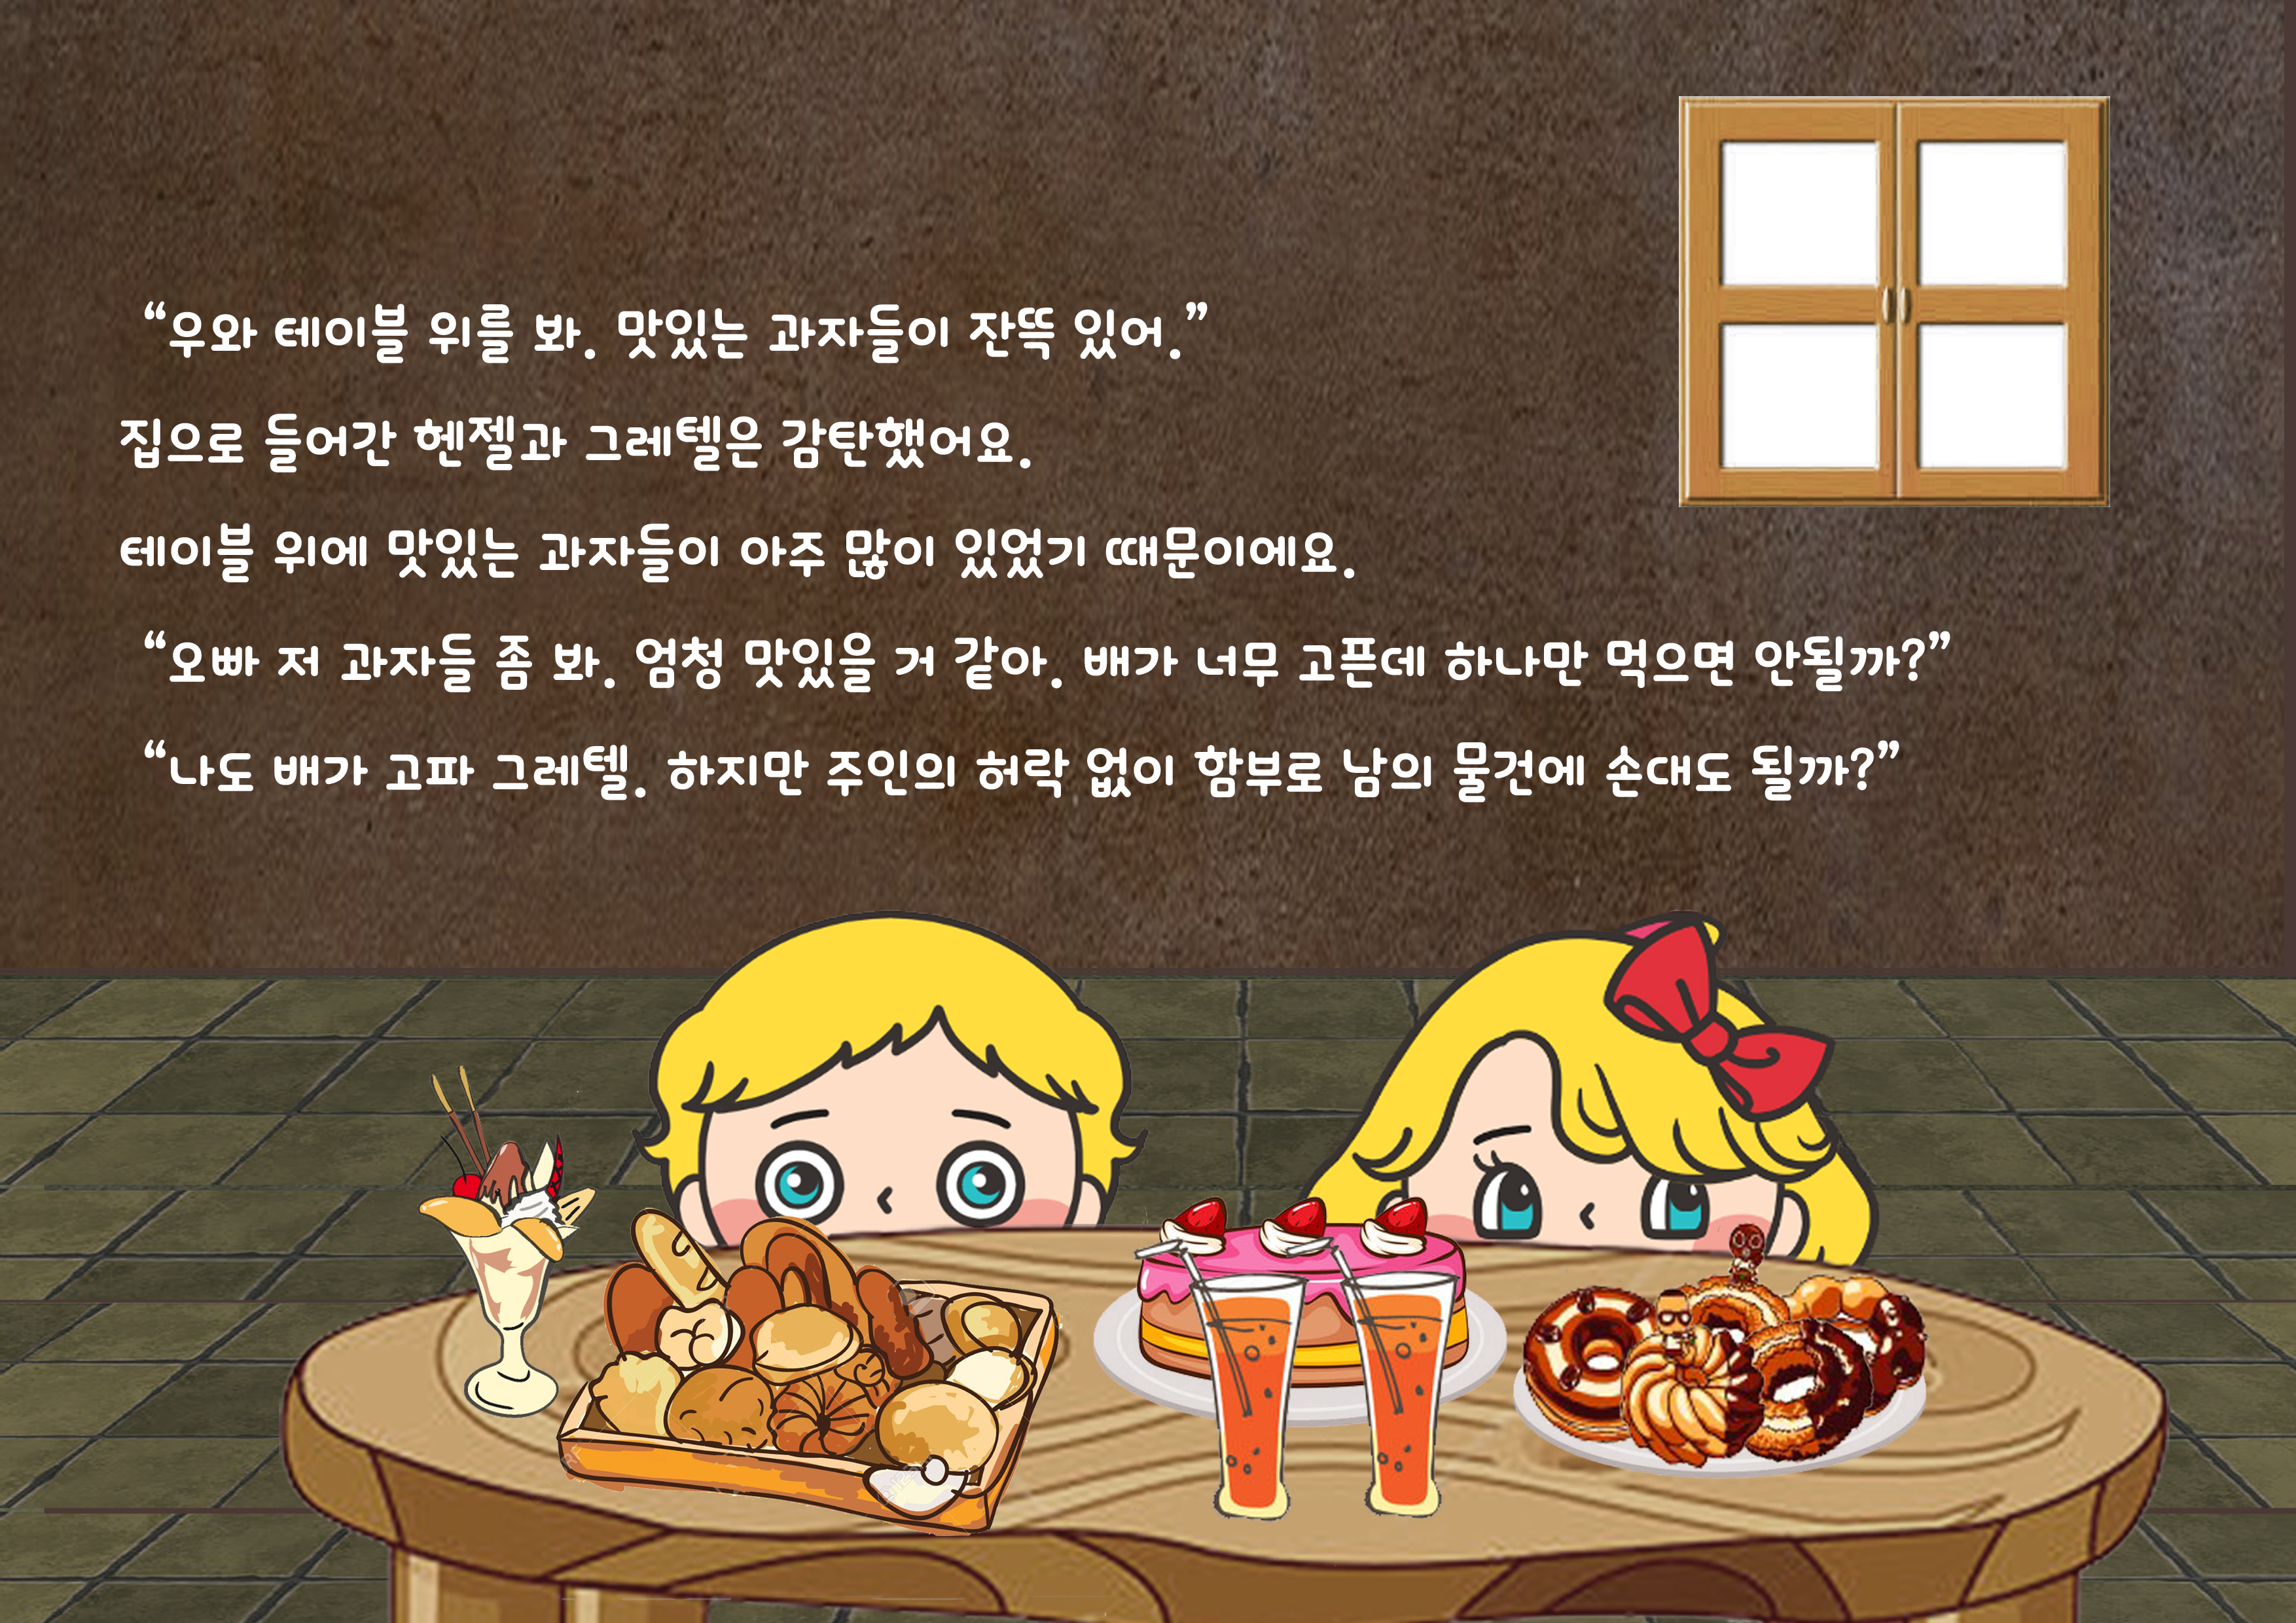 “우와 테이블 위를 봐. 맛있는 과자들이 잔뜩 있어.”
집으로 들어간 헨젤과 그레텔은 감탄했어요.
테이블 위에 맛있는 과자들이 아주 많이 있었기 때문이에요.
“오빠 저 과자들 좀 봐. 엄청 맛있을 거 같아. 배가 너무 고픈데 하나만 먹으면 안될까?”
“나도 배가 고파 그레텔. 하지만 주인의 허락 없이 함부로 남의 물건에 손대도 될까?”